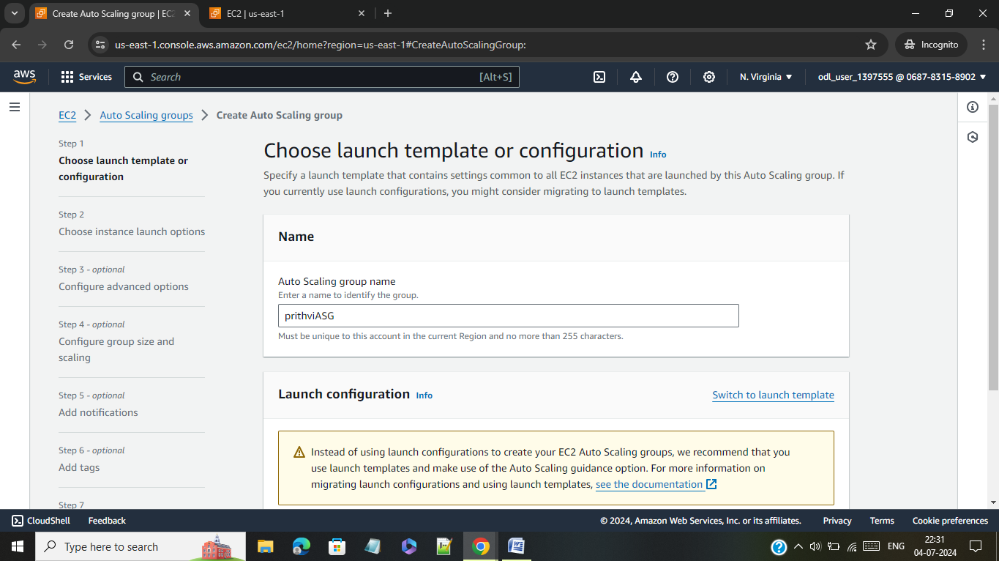 Create Auto Scaling group | EC2
EC2 | us-east-1
us-east-1.console.aws.amazon.com/ec2/home?region=us-east-1#CreateAutoScalingGroup:
Incognito
aws
Services
Search
[Alt+S]
N. Virginia
odl_user_1397555 @ 0687-8315-8902
EC2
Auto Scaling groups
Create Auto Scaling group
Step 1
Choose launch template or
configuration
Step 2
Choose instance launch options
Step 3 - optional
Configure advanced options
Step 4 - optional
Configure group size and
scaling
Step 5 - optional
Add notifications
Step 6 - optional
Add tags
Step 7
Choose launch template or configuration Info
Specify a launch template that contains settings common to all EC2 instances that are launched by this Auto Scaling group. If
you currently use launch configurations, you might consider migrating to launch templates.
Name
Auto Scaling group name
Enter a name to identify the group.
prithviASG
Must be unique to this account in the current Region and no more than 255 characters.
Launch configuration Info
Switch to launch template
Instead of using launch configurations to create your EC2 Auto Scaling groups, we recommend that you
use launch templates and make use of the Auto Scaling guidance option. For more information on
migrating launch configurations and using launch templates, see the documentation
CloudShell
Feedback
© 2024, Amazon Web Services, Inc. or its affiliates.
Privacy
Terms
Cookie preferences
Type here to search
ENG
22:31
04-07-2024